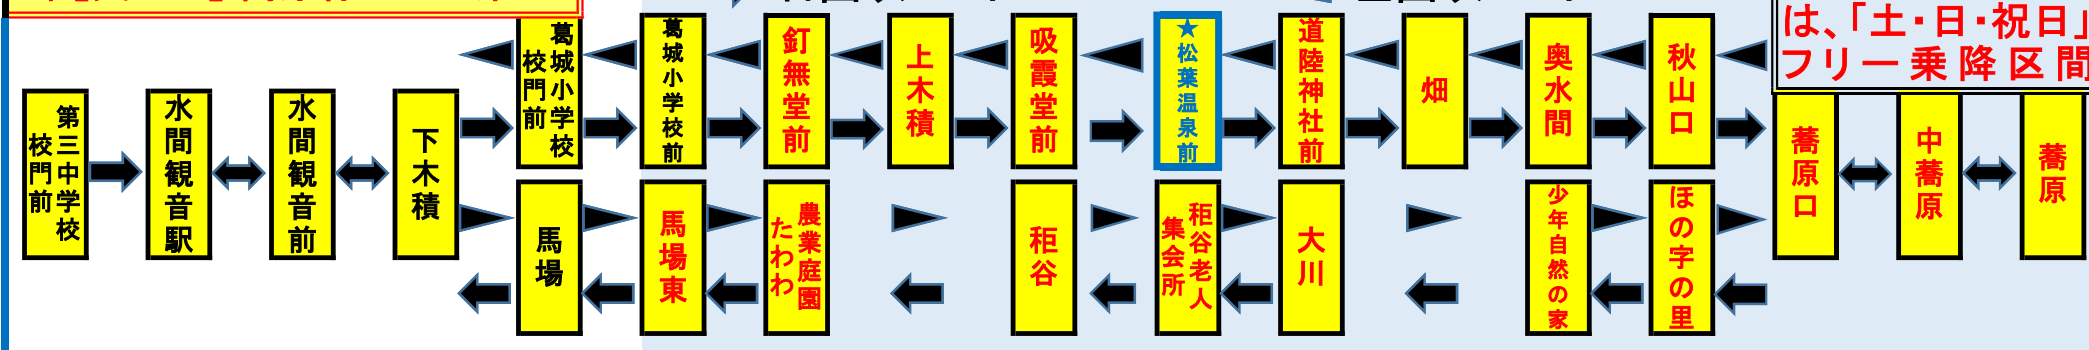 は、「土・日・祝日」
フリー乗降区間
第三中学校
校門前
水間観音駅
水間観音前
下木積
葛城小学校
校門前
葛城小学校前
釘無堂前
上木積
吸霞堂前
★松葉温泉前
道陸神社前
畑
奥水間
秋山口
馬場
馬場東
農業庭園
たわわ
秬谷
秬谷老人
集会所
大川
少年自然の家
ほの字の里
蕎原口
中蕎原
蕎原